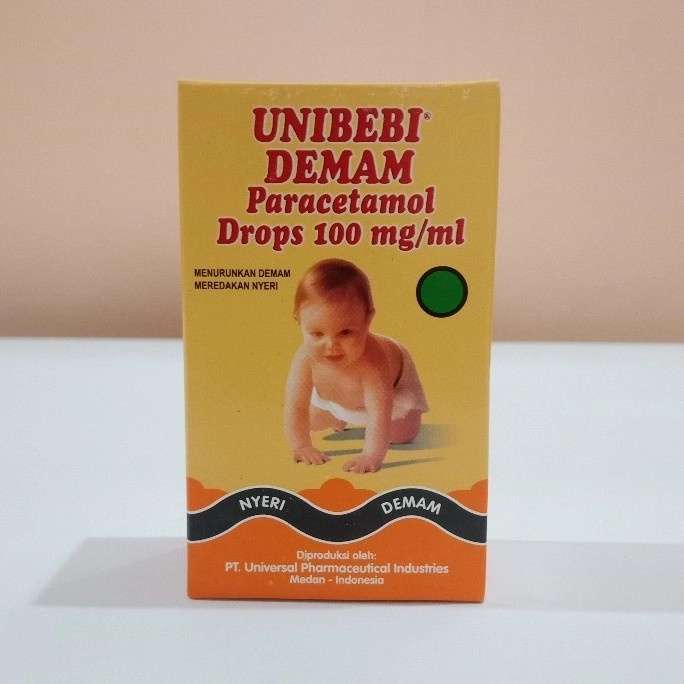 UNIBEBI®
DEMAM
Paracetamol
Drops 100 mg/ml
MENURUNKAN DEMAM
MEREDAKAN NYERI
NYERI
DEMAM
Diproduksi oleh:
PT. Universal Pharmaceutical Industries
Medan - Indonesia